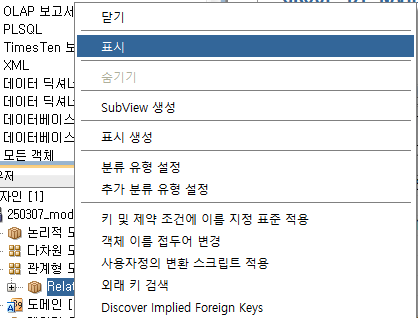 OLAP 보고서
PLSQL
TimesTen 보
XML
데이터 딕셔너
데이터 딕셔너
데이터베이스
데이터베이스
모든 객체
우저
자인 [1]
250307_mod
논리적 모
다차원 모
관계형 모
Relat
도메인 [
닫기
표시
숨기기
SubView 생성
표시 생성
분류 유형 설정
추가 분류 유형 설정
키 및 제약 조건에 이름 지정 표준 적용
객체 이름 접두어 변경
사용자정의 변환 스크립트 적용
외래 키 검색
Discover Implied Foreign Keys